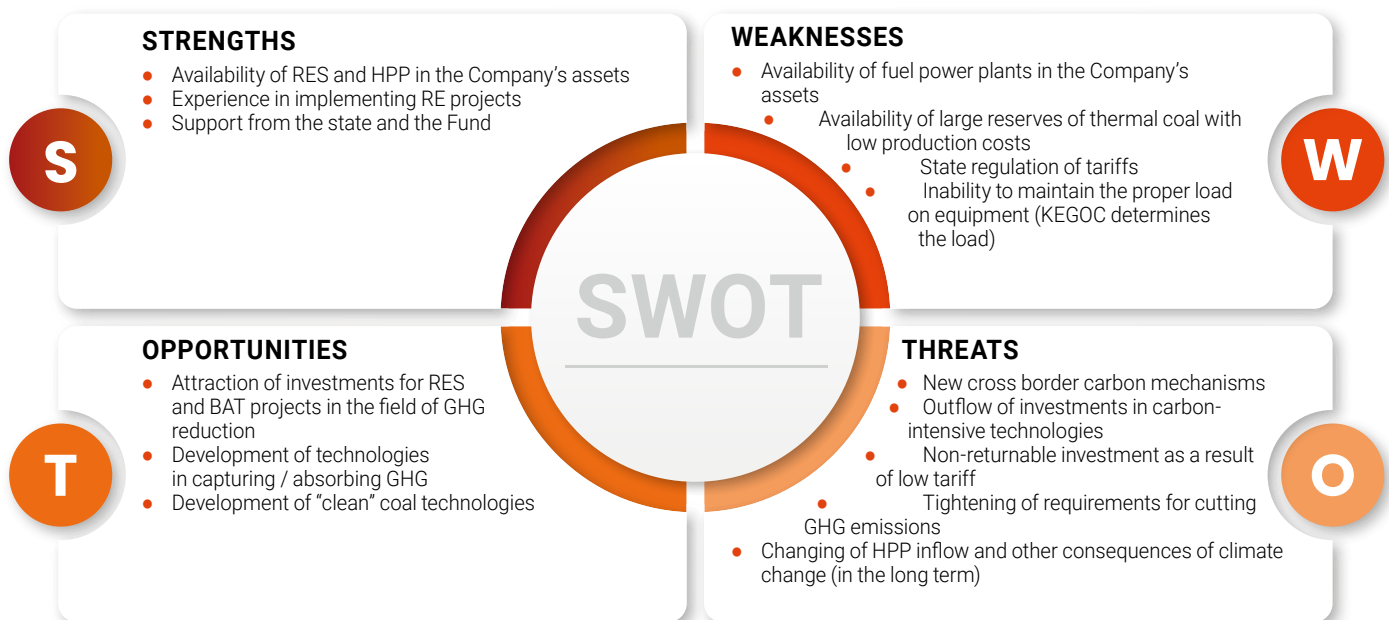 STRENGTHS
Availability of RES and HPP in the Company's assets
Experience in implementing RE projects
Support from the state and the Fund
S
WEAKNESSES
Availability of fuel power plants in the Company's
assets
Availability of large reserves of thermal coal with
low production costs
State regulation of tariffs
Inability to maintain the proper load
on equipment (KEGOC determines
the load)
W
SWOT
OPPORTUNITIES
Attraction of investments for RES
and BAT projects in the field of GHG
reduction
Development of technologies
in capturing / absorbing GHG
Development of “clean” coal technologies
T
THREATS
New cross border carbon mechanisms
Outflow of investments in carbon-
intensive technologies
Non-returnable investment as a result
of low tariff
Tightening of requirements for cutting
GHG emissions
Changing of HPP inflow and other consequences of climate
change (in the long term)
O